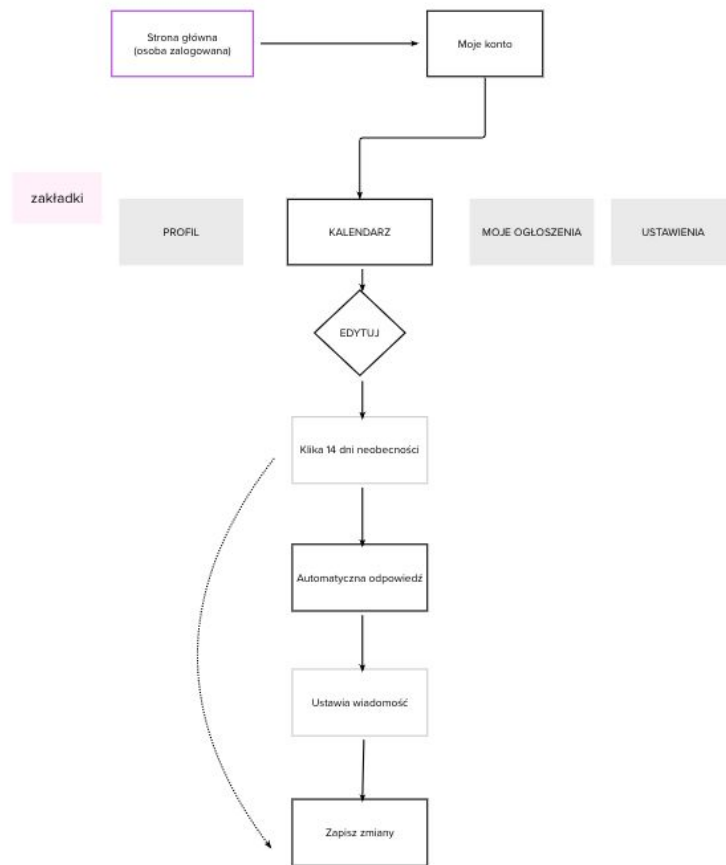 Strona główna
(osoba zalogowana)
Moje konto
zakładki
PROFIL
KALENDARZ
MOJE OGŁOSZENIA
USTAWIENIA
EDYTUJ
Klika 14 dni neobecności
Automatyczna odpowiedź
Ustawia wiadomość
Zapisz zmiany